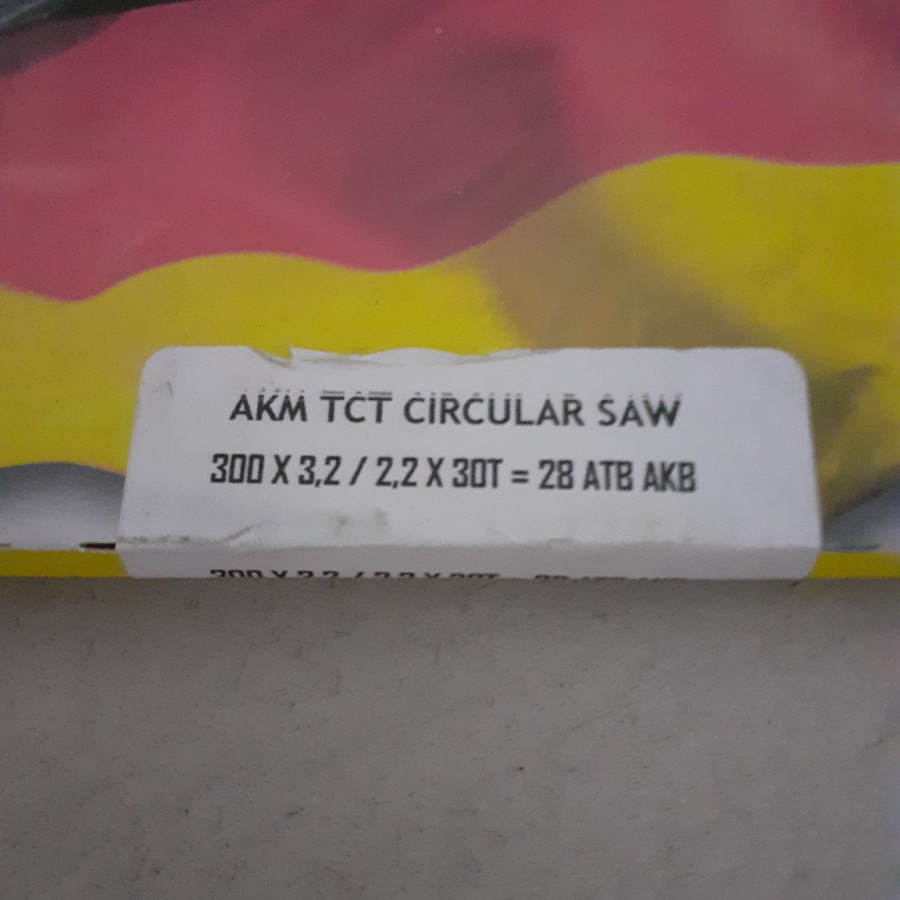 AKM TCT CIRCULAR SAW
300 X 3,2 / 2,2 X 30T = 28 ATB AKB